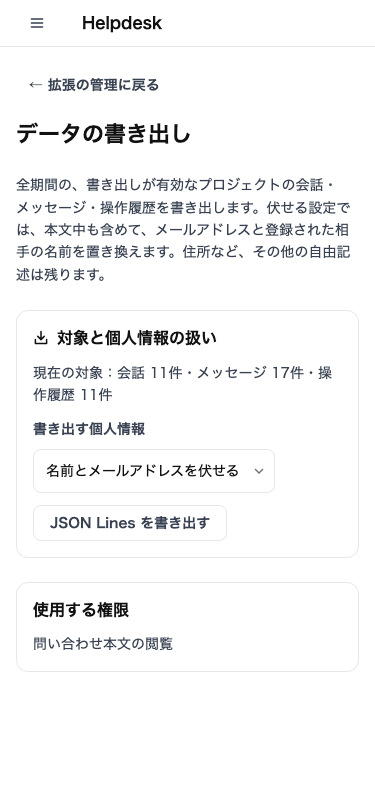 Helpdesk
← 拡張の管理に戻る
データの書き出し
全期間の、書き出しが有効なプロジェクトの会話・
メッセージ・操作履歴を書き出します。伏せる設定で
は、本文中も含めて、メールアドレスと登録された相
手の名前を置き換えます。住所など、その他の自由記
述は残ります。
対象と個人情報の扱い
現在の対象：会話 11件・メッセージ 17件・操
作履歴 11件
書き出す個人情報
名前とメールアドレスを伏せる
JSON Lines を書き出す
使用する権限
問い合わせ本文の閲覧